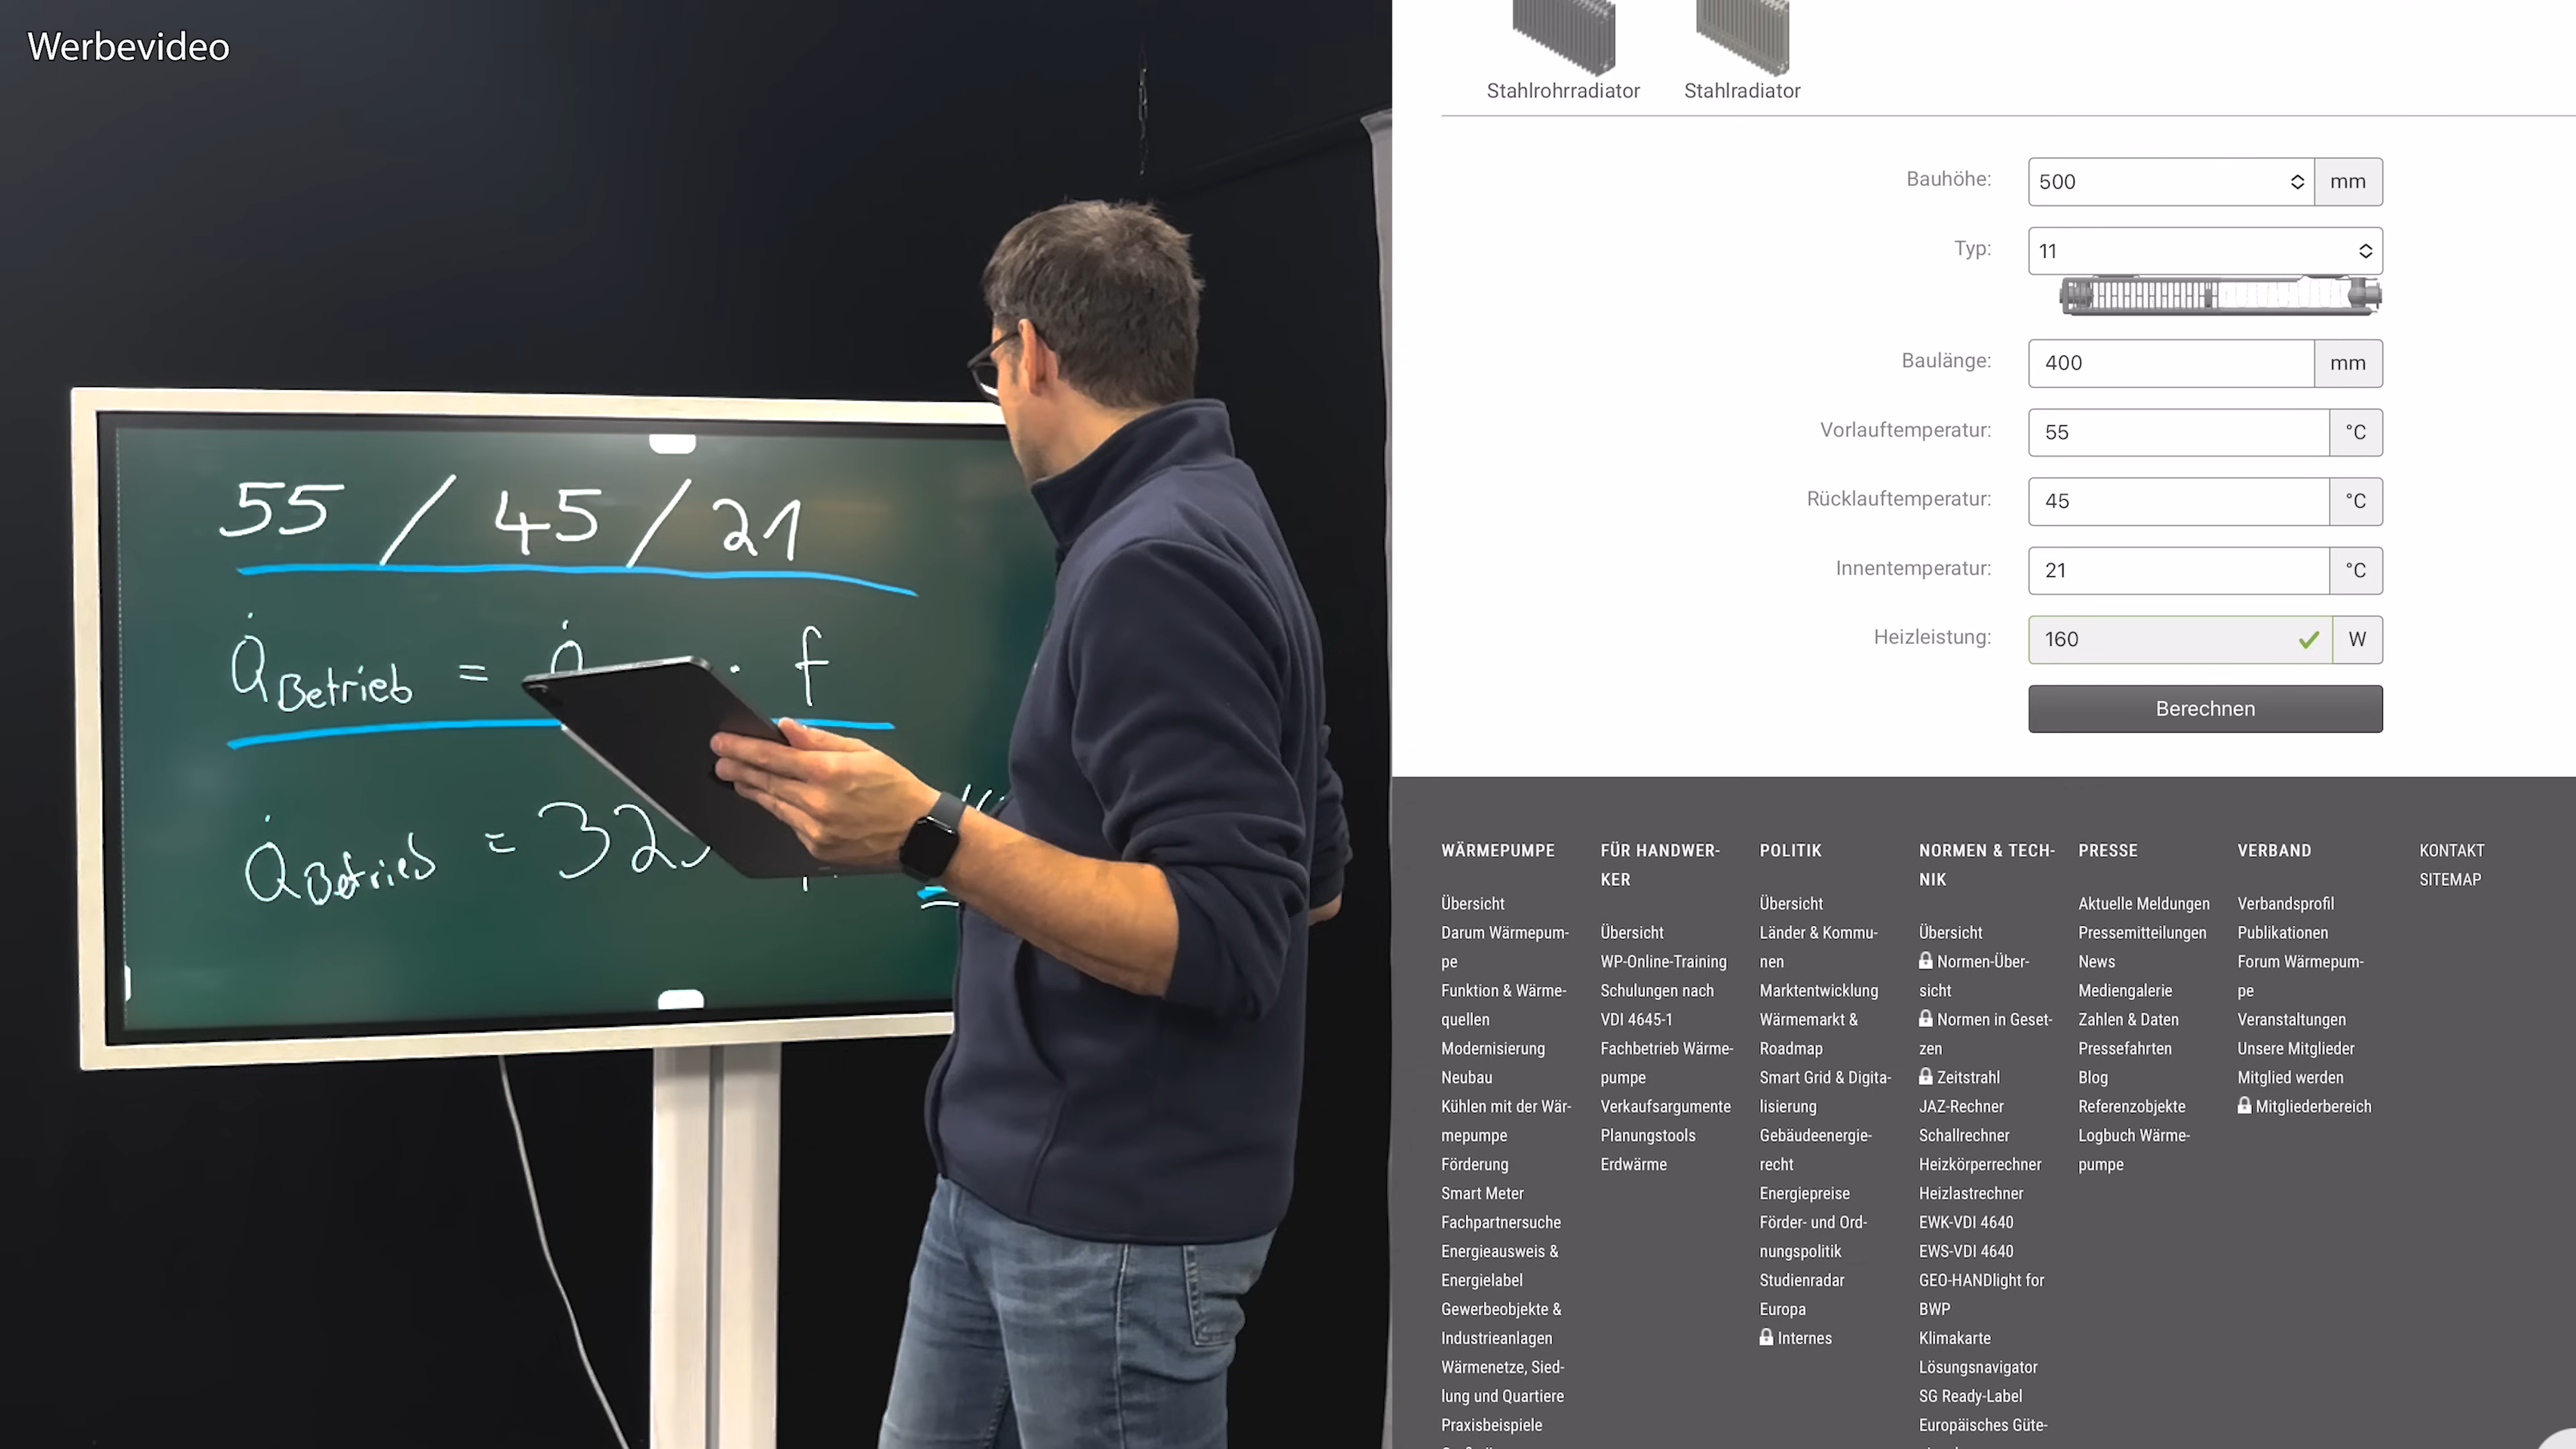 Werbevideo
55 / 45 / 21
Q̇ Betrieb = Q̇ · f
Q̇ Betrieb = 32
Stahlrohrradiator
Stahlradiator
Bauhöhe: 500 mm
Typ: 11
Baulänge: 400 mm
Vorlauftemperatur: 55 °C
Rücklauftemperatur: 45 °C
Innentemperatur: 21 °C
Heizleistung: 160 W
Berechnen
WÄRMEPUMPE
Übersicht
Darum Wärmepum-
pe
Funktion & Wärme-
quellen
Modernisierung
Neubau
Kühlen mit der Wär-
mepumpe
Förderung
Smart Meter
Fachpartnersuche
Energieausweis &
Energielabel
Gewerbeobjekte &
Industrieanlagen
Wärmenetze, Sied-
lung und Quartiere
Praxisbeispiele
FÜR HANDWER-
KER
Übersicht
WP-Online-Training
Schulungen nach
VDI 4645-1
Fachbetrieb Wärme-
pumpe
Verkaufsargumente
Planungstools
Erdwärme
POLITIK
Übersicht
Länder & Kommu-
nen
Marktentwicklung
Wärmemarkt &
Roadmap
Smart Grid & Digita-
lisierung
Gebäudeenergie-
recht
Energiepreise
Förder- und Ord-
nungspolitik
Studienradar
Europa
Internes
NORMEN & TECH-
NIK
Übersicht
Normen-Über-
sicht
Normen in Geset-
zen
Zeitstrahl
JAZ-Rechner
Schallrechner
Heizkörperrechner
Heizlastrechner
EWK-VDI 4640
EWS-VDI 4640
GEO-HANDlight for
BWP
Klimakarte
Lösungsnavigator
SG Ready-Label
Europäisches Güte-
PRESSE
Aktuelle Meldungen
Pressemitteilungen
News
Mediengalerie
Zahlen & Daten
Pressefahrten
Blog
Referenzobjekte
Logbuch Wärme-
pumpe
VERBAND
Verbandsprofil
Publikationen
Forum Wärmepum-
pe
Veranstaltungen
Unsere Mitglieder
Mitglied werden
Mitgliederbereich
KONTAKT
SITEMAP